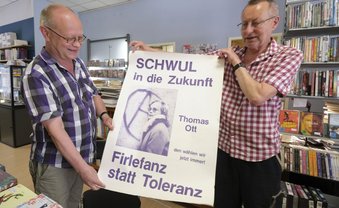 SCHWUL
in die Zukunft
Thomas
Ott
den wählen wir
jetzt immer!
Firlefanz
statt Toleranz